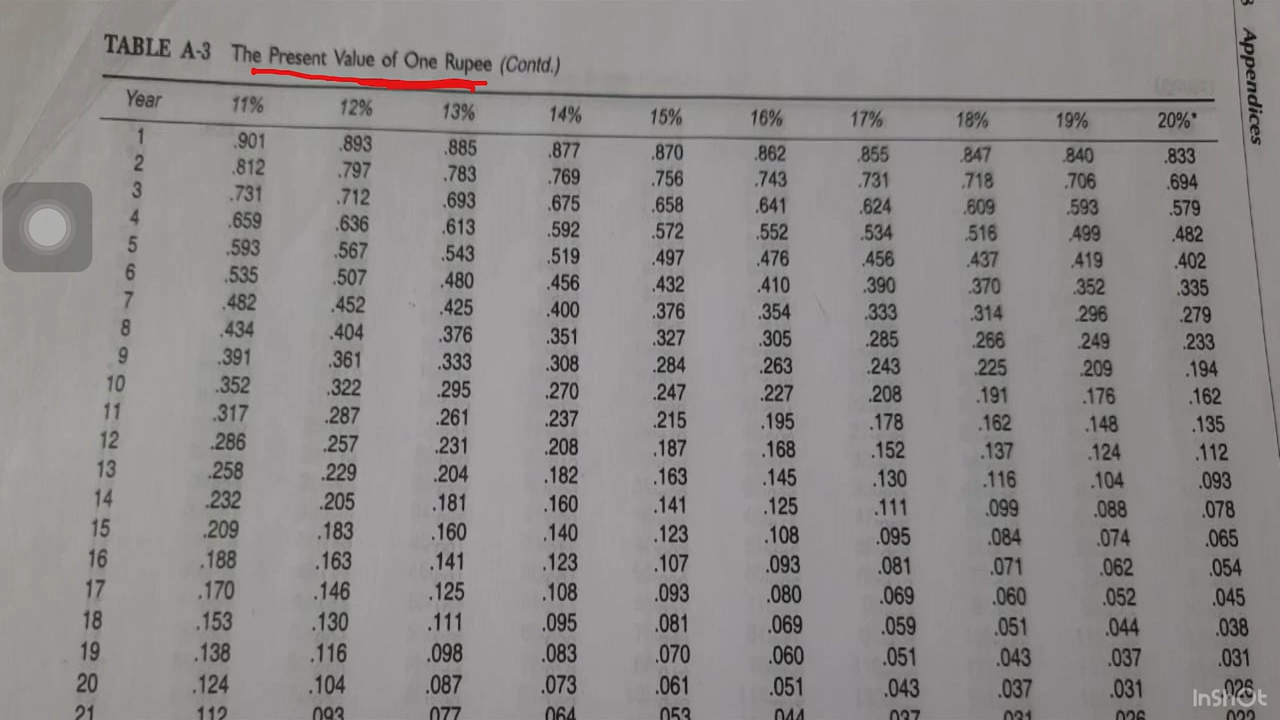 TABLE A-3 The Present Value of One Rupee (Contd.)
Year 11% 12% 13% 14% 15% 16% 17% 18% 19% 20%*
1 .901 .893 .885 .877 .870 .862 .855 .847 .840 .833
2 .812 .797 .783 .769 .756 .743 .731 .718 .706 .694
3 .731 .712 .693 .675 .658 .641 .624 .609 .593 .579
4 .659 .636 .613 .592 .572 .552 .534 .516 .499 .482
5 .593 .567 .543 .519 .497 .476 .456 .437 .419 .402
6 .535 .507 .480 .456 .432 .410 .390 .370 .352 .335
7 .482 .452 .425 .400 .376 .354 .333 .314 .296 .279
8 .434 .404 .376 .351 .327 .305 .285 .266 .249 .233
9 .391 .361 .333 .308 .284 .263 .243 .225 .209 .194
10 .352 .322 .295 .270 .247 .227 .208 .191 .176 .162
11 .317 .287 .261 .237 .215 .195 .178 .162 .148 .135
12 .286 .257 .231 .208 .187 .168 .152 .137 .124 .112
13 .258 .229 .204 .182 .163 .145 .130 .116 .104 .093
14 .232 .205 .181 .160 .141 .125 .111 .099 .088 .078
15 .209 .183 .160 .140 .123 .108 .095 .084 .074 .065
16 .188 .163 .141 .123 .107 .093 .081 .071 .062 .054
17 .170 .146 .125 .108 .093 .080 .069 .060 .052 .045
18 .153 .130 .111 .095 .081 .069 .059 .051 .044 .038
19 .138 .116 .098 .083 .070 .060 .051 .043 .037 .031
20 .124 .104 .087 .073 .061 .051 .043 .037 .031 .026
21 .112 .093 .077 .064 .053 .044 .037 .031 .026
Appendices
InShOt